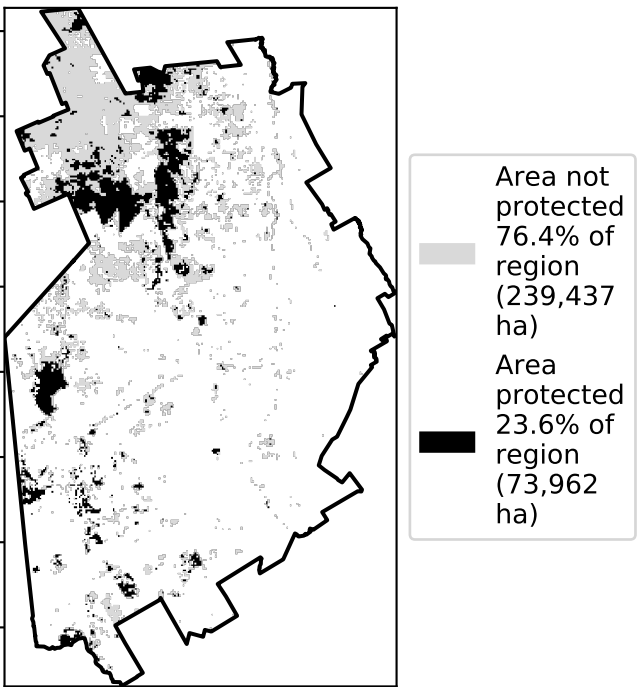 Area not
protected
76.4% of
region
(239,437
ha)
Area
protected
23.6% of
region
(73,962
ha)